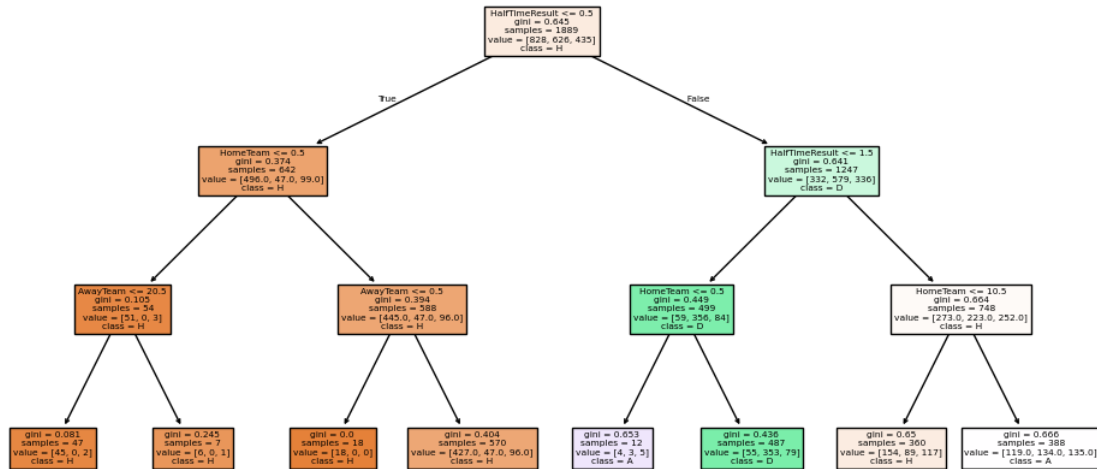 HalfTimeResult <= 0.5
gini = 0.645
samples = 1889
value = [828, 626, 435]
class = H
True
False
HomeTeam <= 0.5
gini = 0.374
samples = 642
value = [496.0, 47.0, 99.0]
class = H
HalfTimeResult <= 1.5
gini = 0.641
samples = 1247
value = [332, 579, 336]
class = D
AwayTeam <= 20.5
gini = 0.105
samples = 54
value = [51, 0, 3]
class = H
AwayTeam <= 0.5
gini = 0.394
samples = 588
value = [445.0, 47.0, 96.0]
class = H
HomeTeam <= 0.5
gini = 0.449
samples = 499
value = [59, 356, 84]
class = D
HomeTeam <= 10.5
gini = 0.664
samples = 748
value = [273.0, 223.0, 252.0]
class = H
gini = 0.081
samples = 47
value = [45, 0, 2]
class = H
gini = 0.245
samples = 7
value = [6, 0, 1]
class = H
gini = 0.0
samples = 18
value = [18, 0, 0]
class = H
gini = 0.404
samples = 570
value = [427.0, 47.0, 96.0]
class = H
gini = 0.653
samples = 12
value = [4, 3, 5]
class = A
gini = 0.436
samples = 487
value = [55, 353, 79]
class = D
gini = 0.65
samples = 360
value = [154, 89, 117]
class = H
gini = 0.666
samples = 388
value = [119.0, 134.0, 135.0]
class = A